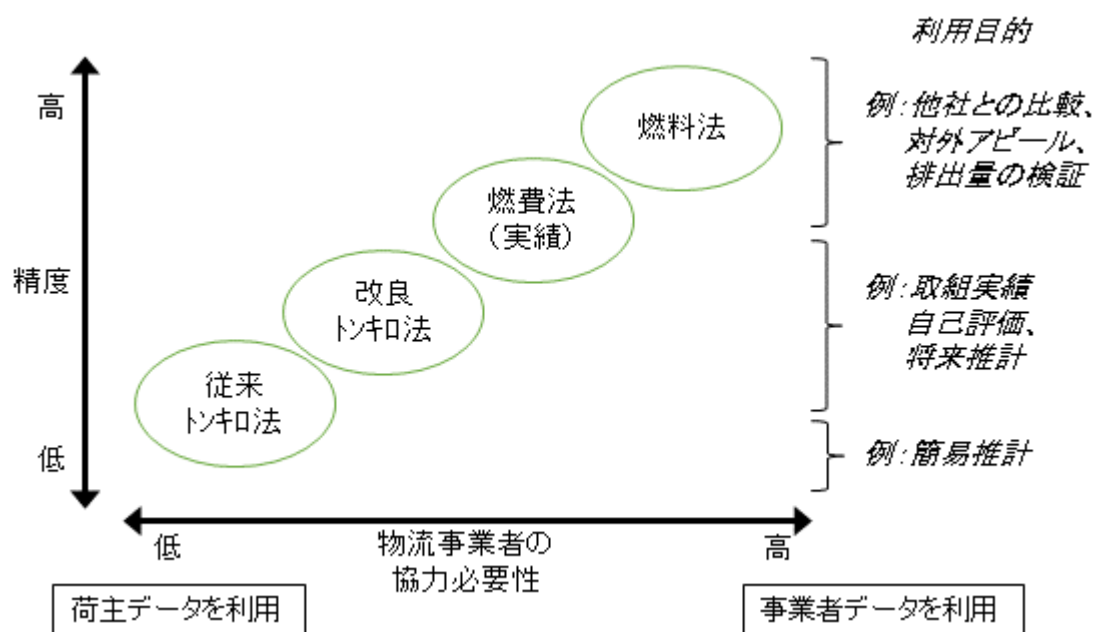 利用目的
高
例：他社との比較、
対外アピール、
排出量の検証
燃料法
燃費法
（実績）
精度
改良
トンキロ法
例：取組実績
自己評価、
将来推計
従来
トンキロ法
低
例：簡易推計
低
物流事業者の
協力必要性
高
荷主データを利用
事業者データを利用